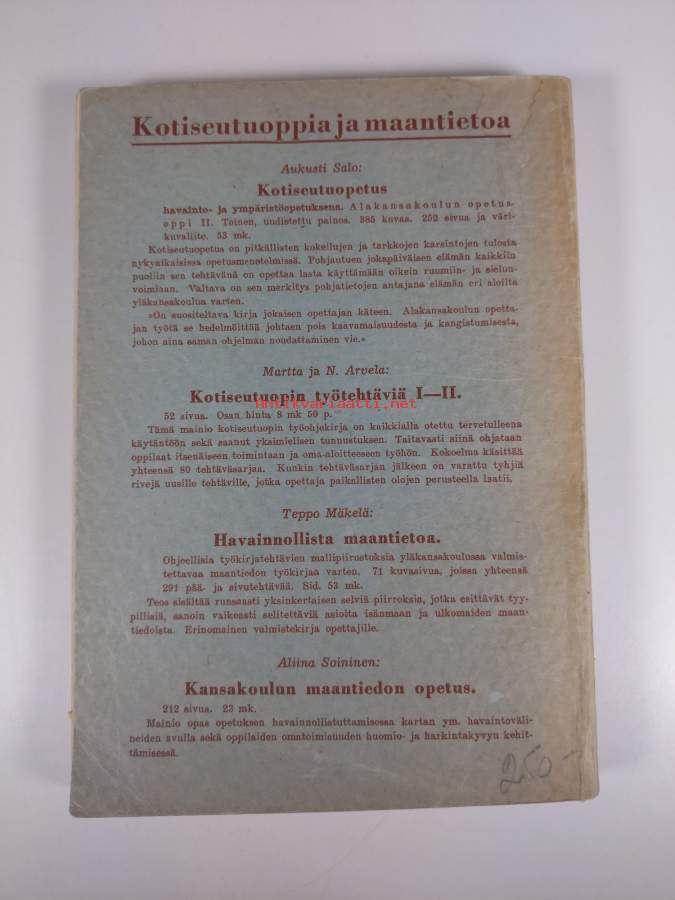 Kotiseutuoppia ja maantietoa
Aukusti Salo:
Kotiseutuopetus
havainto- ja ympäristöopetuksena. Alakansakoulun opetus-
oppi II. Toinen, uudistettu painos. 385 kuvaa. 252 sivua ja väri-
kuvaliite. 53 mk.
Kotiseutuopetus on pitkällisten kokeilujen ja tarkkojen karsintojen tulosta
nykyaikaisissa opetusmenetelmissä. Pohjautuen jokapäiväisen elämän kaikkiin
puoliin sen tehtävänä on opettaa lasta käyttämään oikein ruumiin- ja sielun-
voimiaan. Valtava on sen merkitys pohjatietojen antajana elämän eri aloilta
yläkansakoulua varten.
»On suositeltava kirja jokaisen opettajan käteen. Alakansakoulun opetta-
jan työtä se hedelmöittää johtaen pois kaavamaisuudesta ja kangistumisesta,
johon aina saman ohjelman noudattaminen vie.»
Martta ja N. Arvela:
Kotiseutuopin työtehtäviä I—II.
antikvariaatti.net
52 sivua. Osan hinta 8 mk 50 p.
Tämä mainio kotiseutuopin työohjekirja on kaikkialla otettu tervetulleena
käytäntöön sekä saanut yksimielisen tunnustuksen. Taitavasti siinä ohjataan
oppilaat itsenäiseen toimintaan ja oma-aloitteeseen työhön. Kokoelma käsittää
yhteensä 80 tehtäväsarjaa. Kunkin tehtäväsarjan jälkeen on varattu tyhjiä
rivejä uusille tehtäville, jotka opettaja paikallisten olojen perusteella laatii.
Teppo Mäkelä:
Havainnollista maantietoa.
Ohjeellisia työkirjatehtävien mallipiirustuksia yläkansakoulussa valmis-
tettavaa maantiedon työkirjaa varten. 71 kuvasivua, joissa yhteensä
291 pää- ja sivutehtävää. Sid. 53 mk.
Teos sisältää runsaasti yksinkertaisen selviä piirroksia, jotka esittävät tyy-
pillisiä, sanoin vaikeasti selitettäviä asioita isänmaan ja ulkomaiden maan-
tiedoista. Erinomainen valmistekirja opettajille.
Aliina Soininen:
Kansakoulun maantiedon opetus.
212 sivua. 23 mk.
Mainio opas opetuksen havainnollistuttamisessa kartan ym. havaintoväli-
neiden avulla sekä oppilaiden omatoimisuuden huomio- ja harkintakyvyn kehit-
tämisessä.
250-